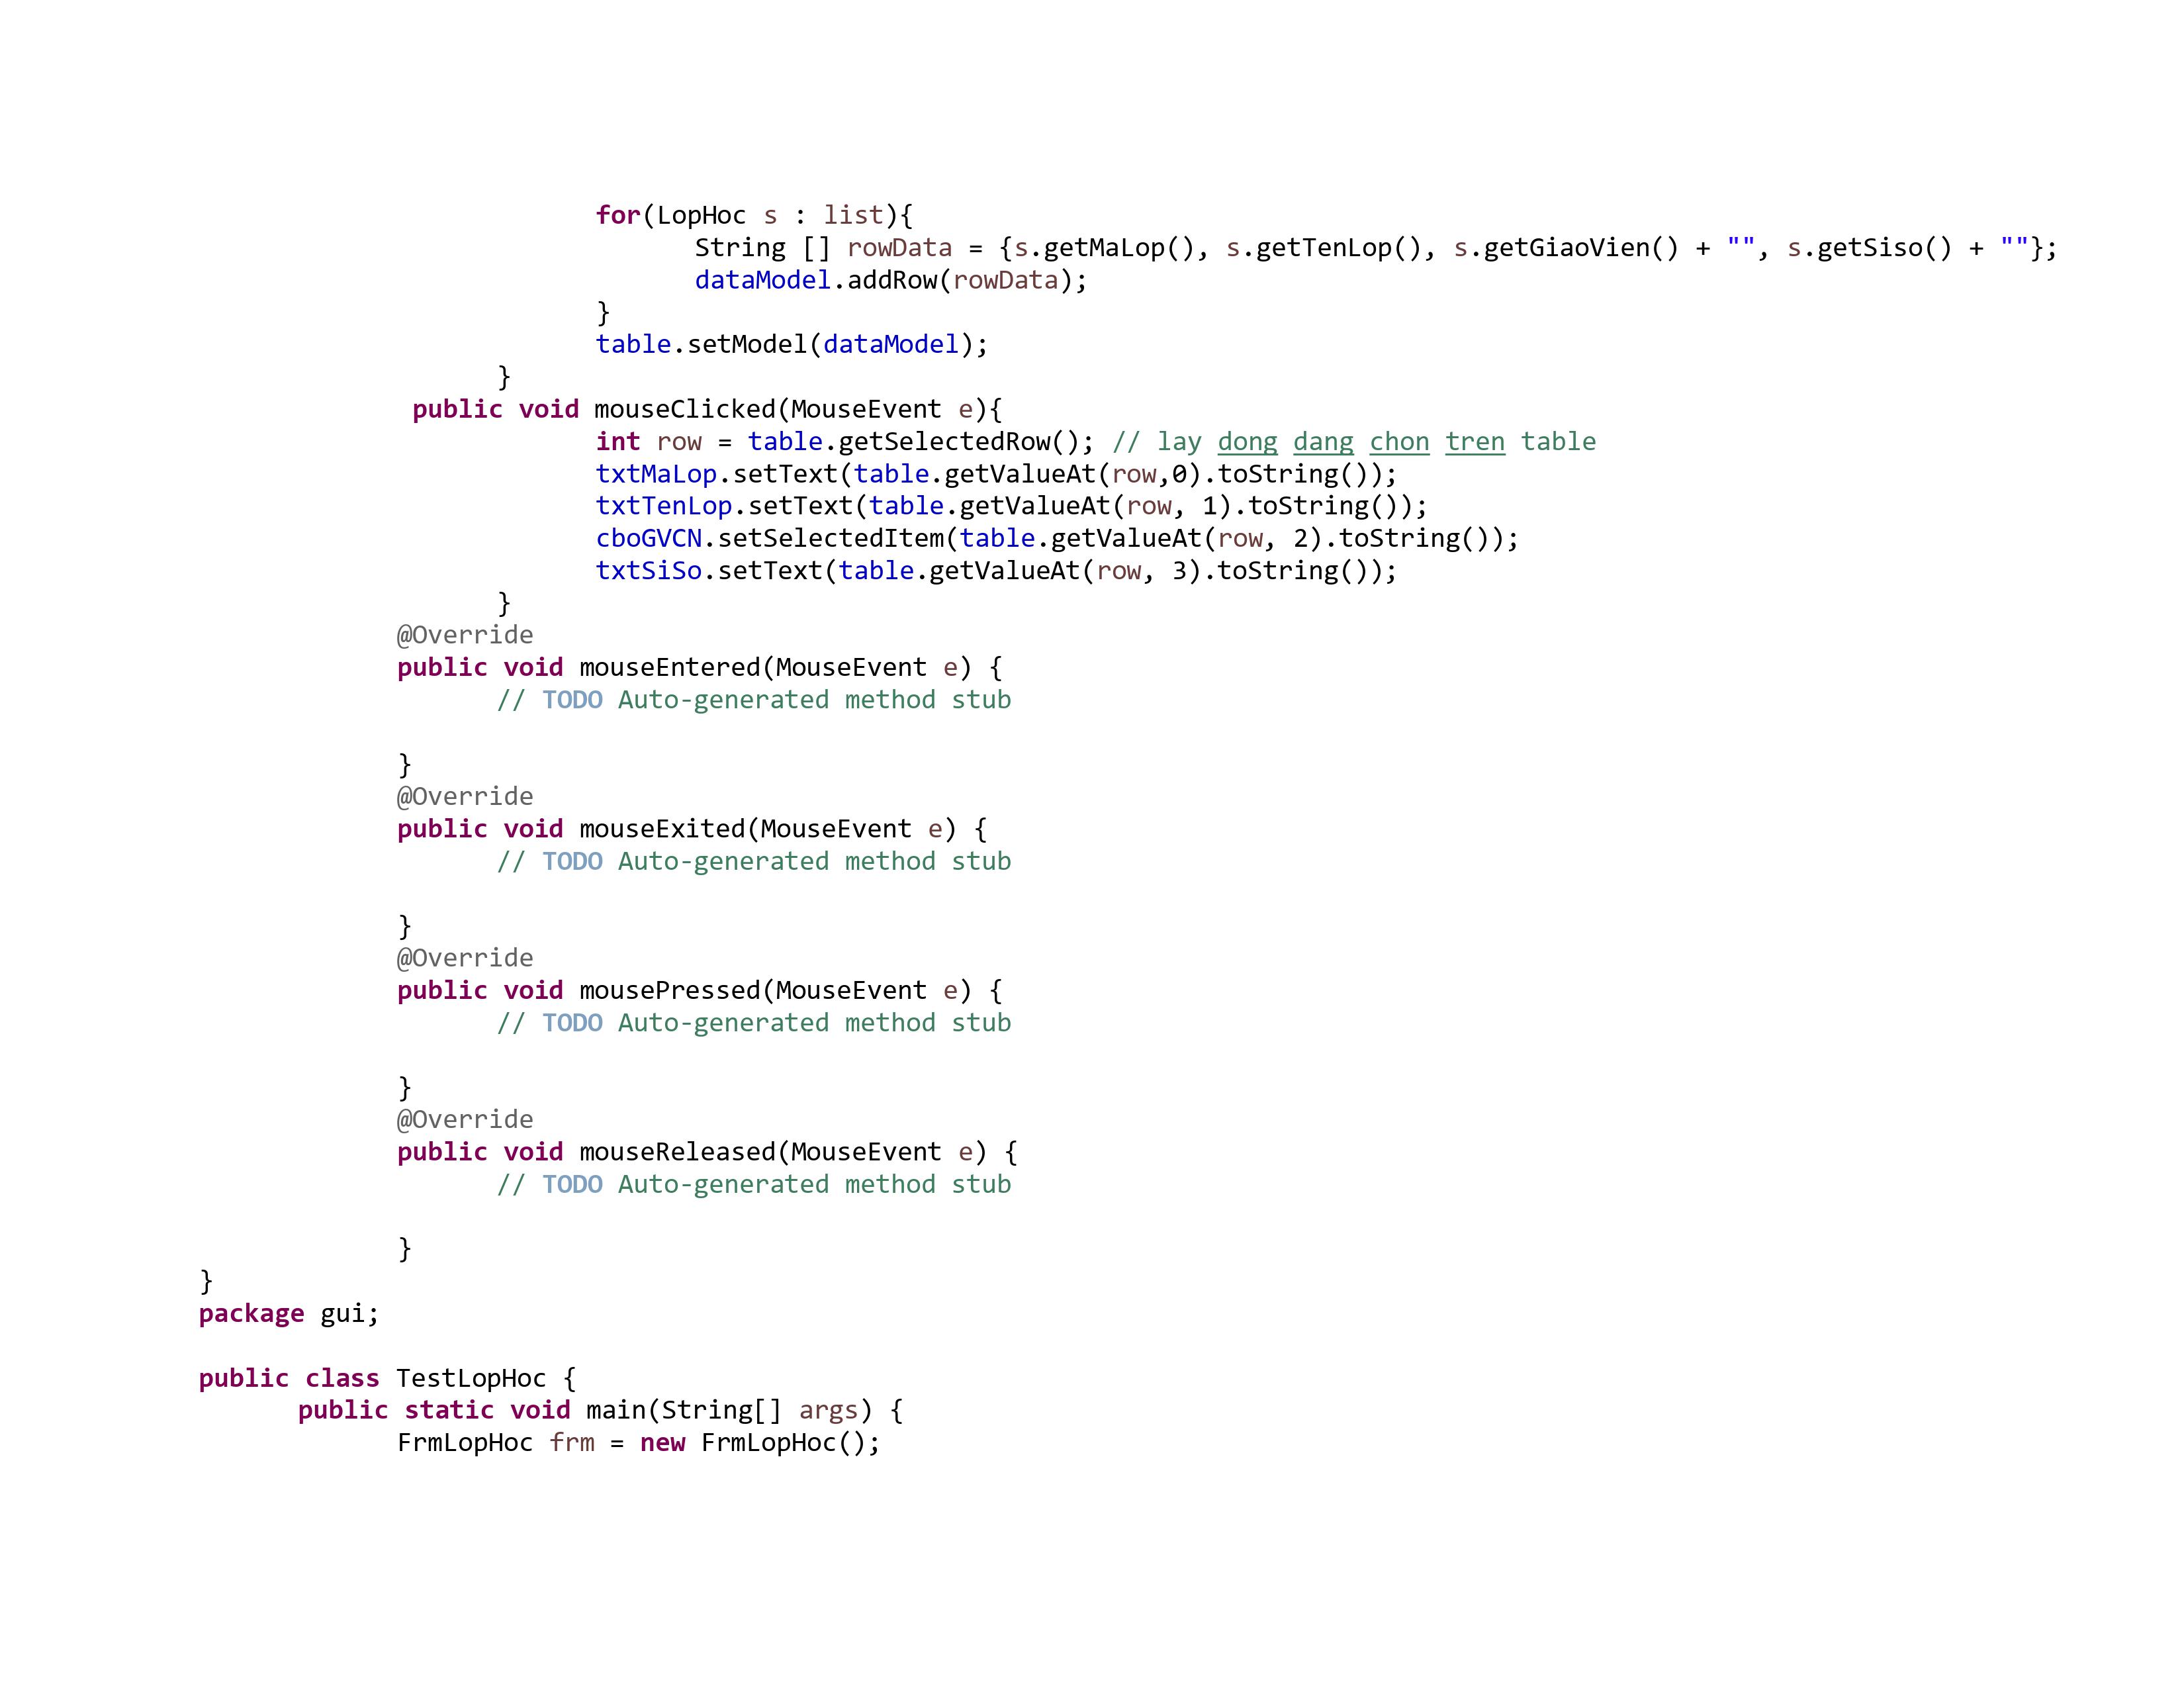 for(LopHoc s : list){
String [] rowData = {s.getMaLop(), s.getTenLop(), s.getGiaoVien() + "", s.getSiso() + ""};
dataModel.addRow(rowData);
}
table.setModel(dataModel);
}
public void mouseClicked(MouseEvent e){
int row = table.getSelectedRow(); // lay dong dang chon tren table
txtMaLop.setText(table.getValueAt(row,0).toString());
txtTenLop.setText(table.getValueAt(row, 1).toString());
cboGVCN.setSelectedItem(table.getValueAt(row, 2).toString());
txtSiSo.setText(table.getValueAt(row, 3).toString());
}
@Override
public void mouseEntered(MouseEvent e) {
// TODO Auto-generated method stub
}
@Override
public void mouseExited(MouseEvent e) {
// TODO Auto-generated method stub
}
@Override
public void mousePressed(MouseEvent e) {
// TODO Auto-generated method stub
}
@Override
public void mouseReleased(MouseEvent e) {
// TODO Auto-generated method stub
}
}
package gui;
public class TestLopHoc {
public static void main(String[] args) {
FrmLopHoc frm = new FrmLopHoc();